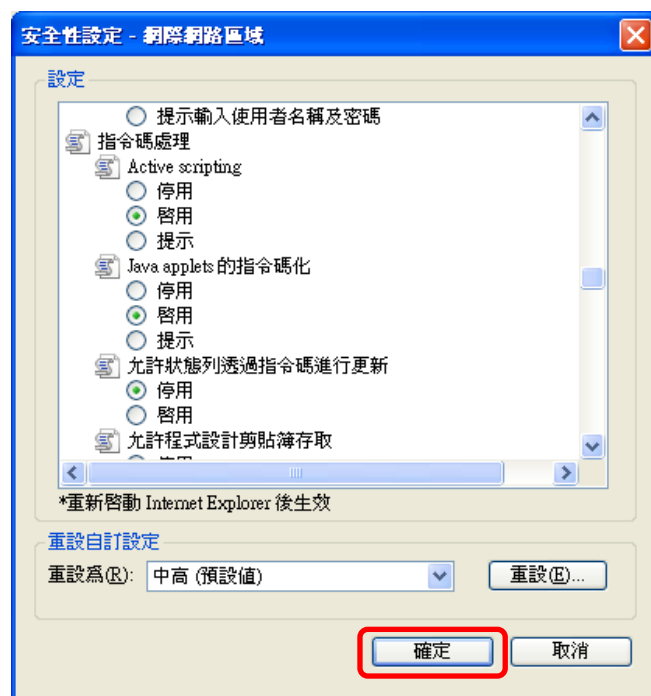 安全性設定 - 網際網路區域
設定
提示輸入使用者名稱及密碼
指令碼處理
Active scripting
停用
啓用
提示
Java applets 的指令碼化
停用
啓用
提示
允許狀態列透過指令碼進行更新
停用
啓用
允許程式設計剪貼簿存取
*重新啓動 Internet Explorer 後生效
重設自訂設定
重設爲(R): 中高 (預設值) 重設(E)...
確定 取消